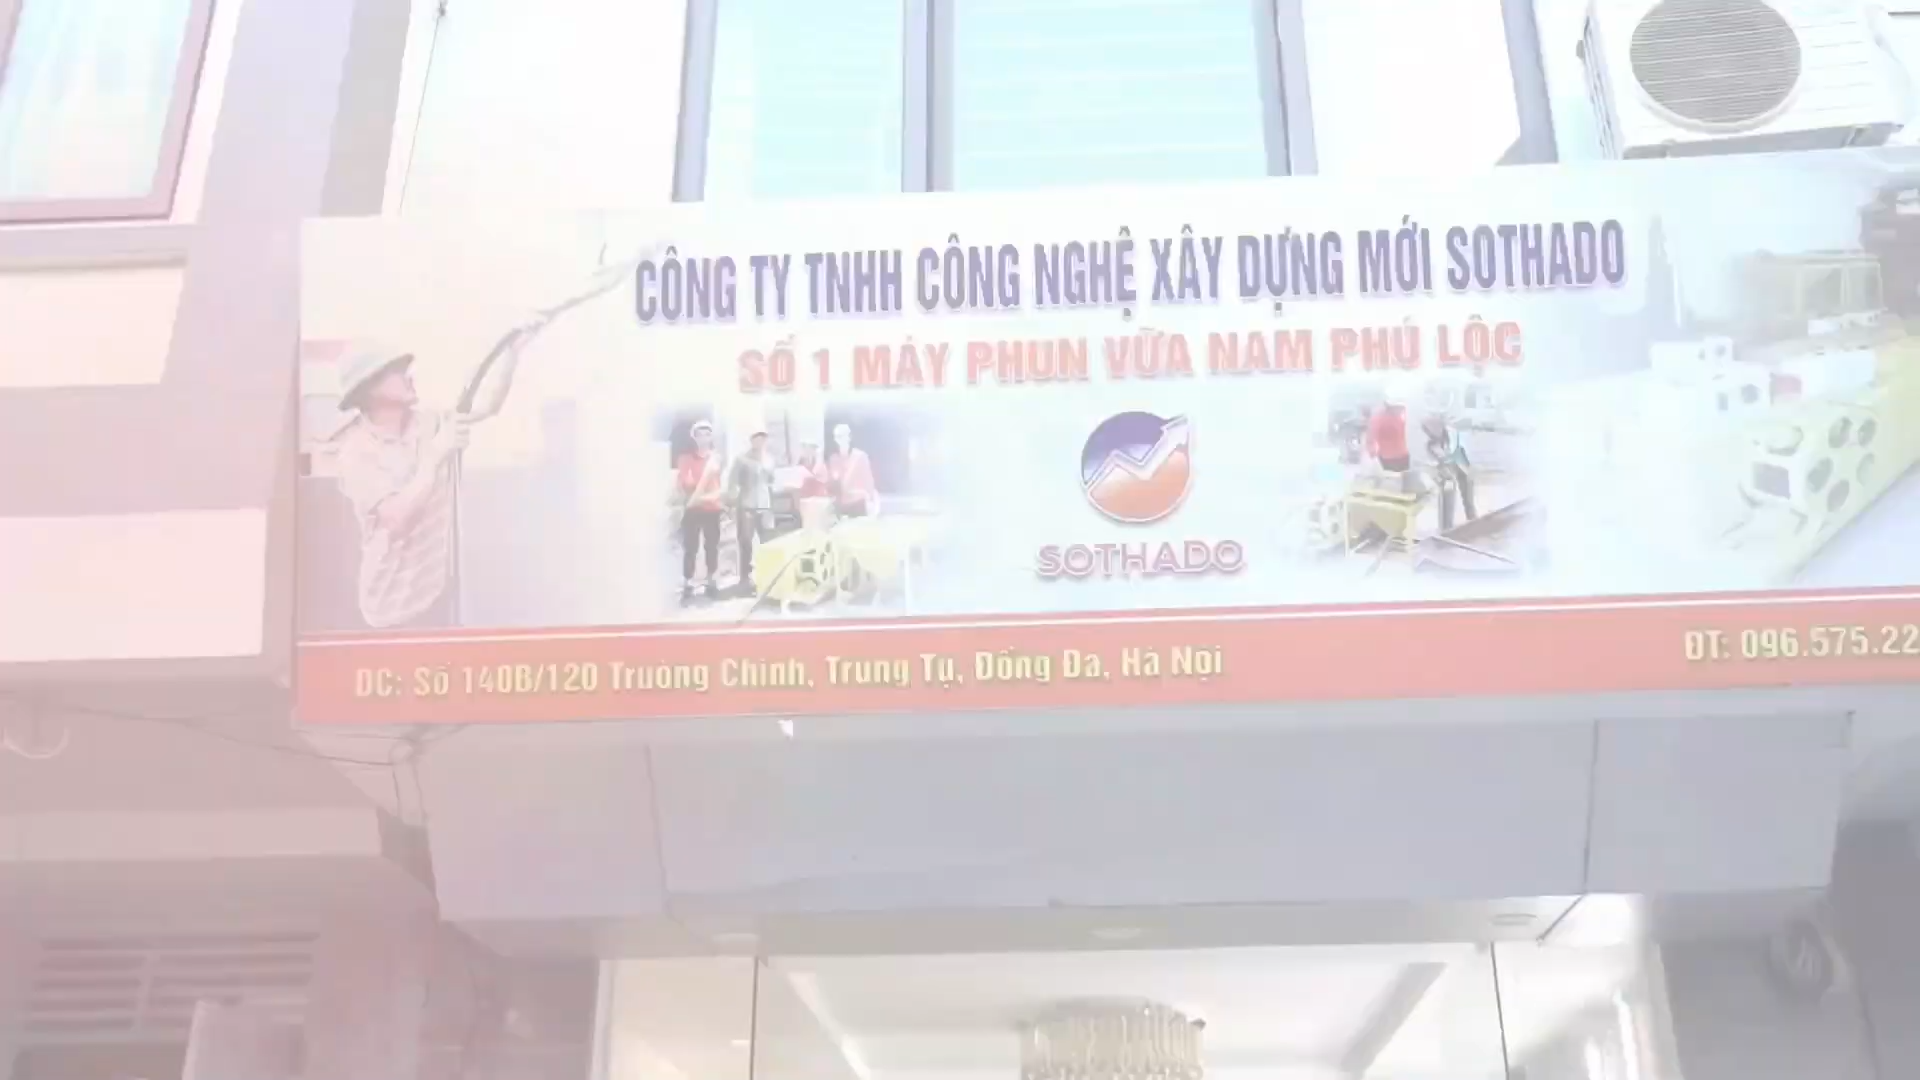 CÔNG TY TNHH CÔNG NGHỆ XÂY DỰNG MỚI SOTHADO
SỐ 1 MÁY PHUN VỮA NAM PHÚ LỘC
SOTHADO
ĐC: Số 140B/120 Trường Chinh, Trung Tự, Đống Đa, Hà Nội
ĐT: 096.575.22